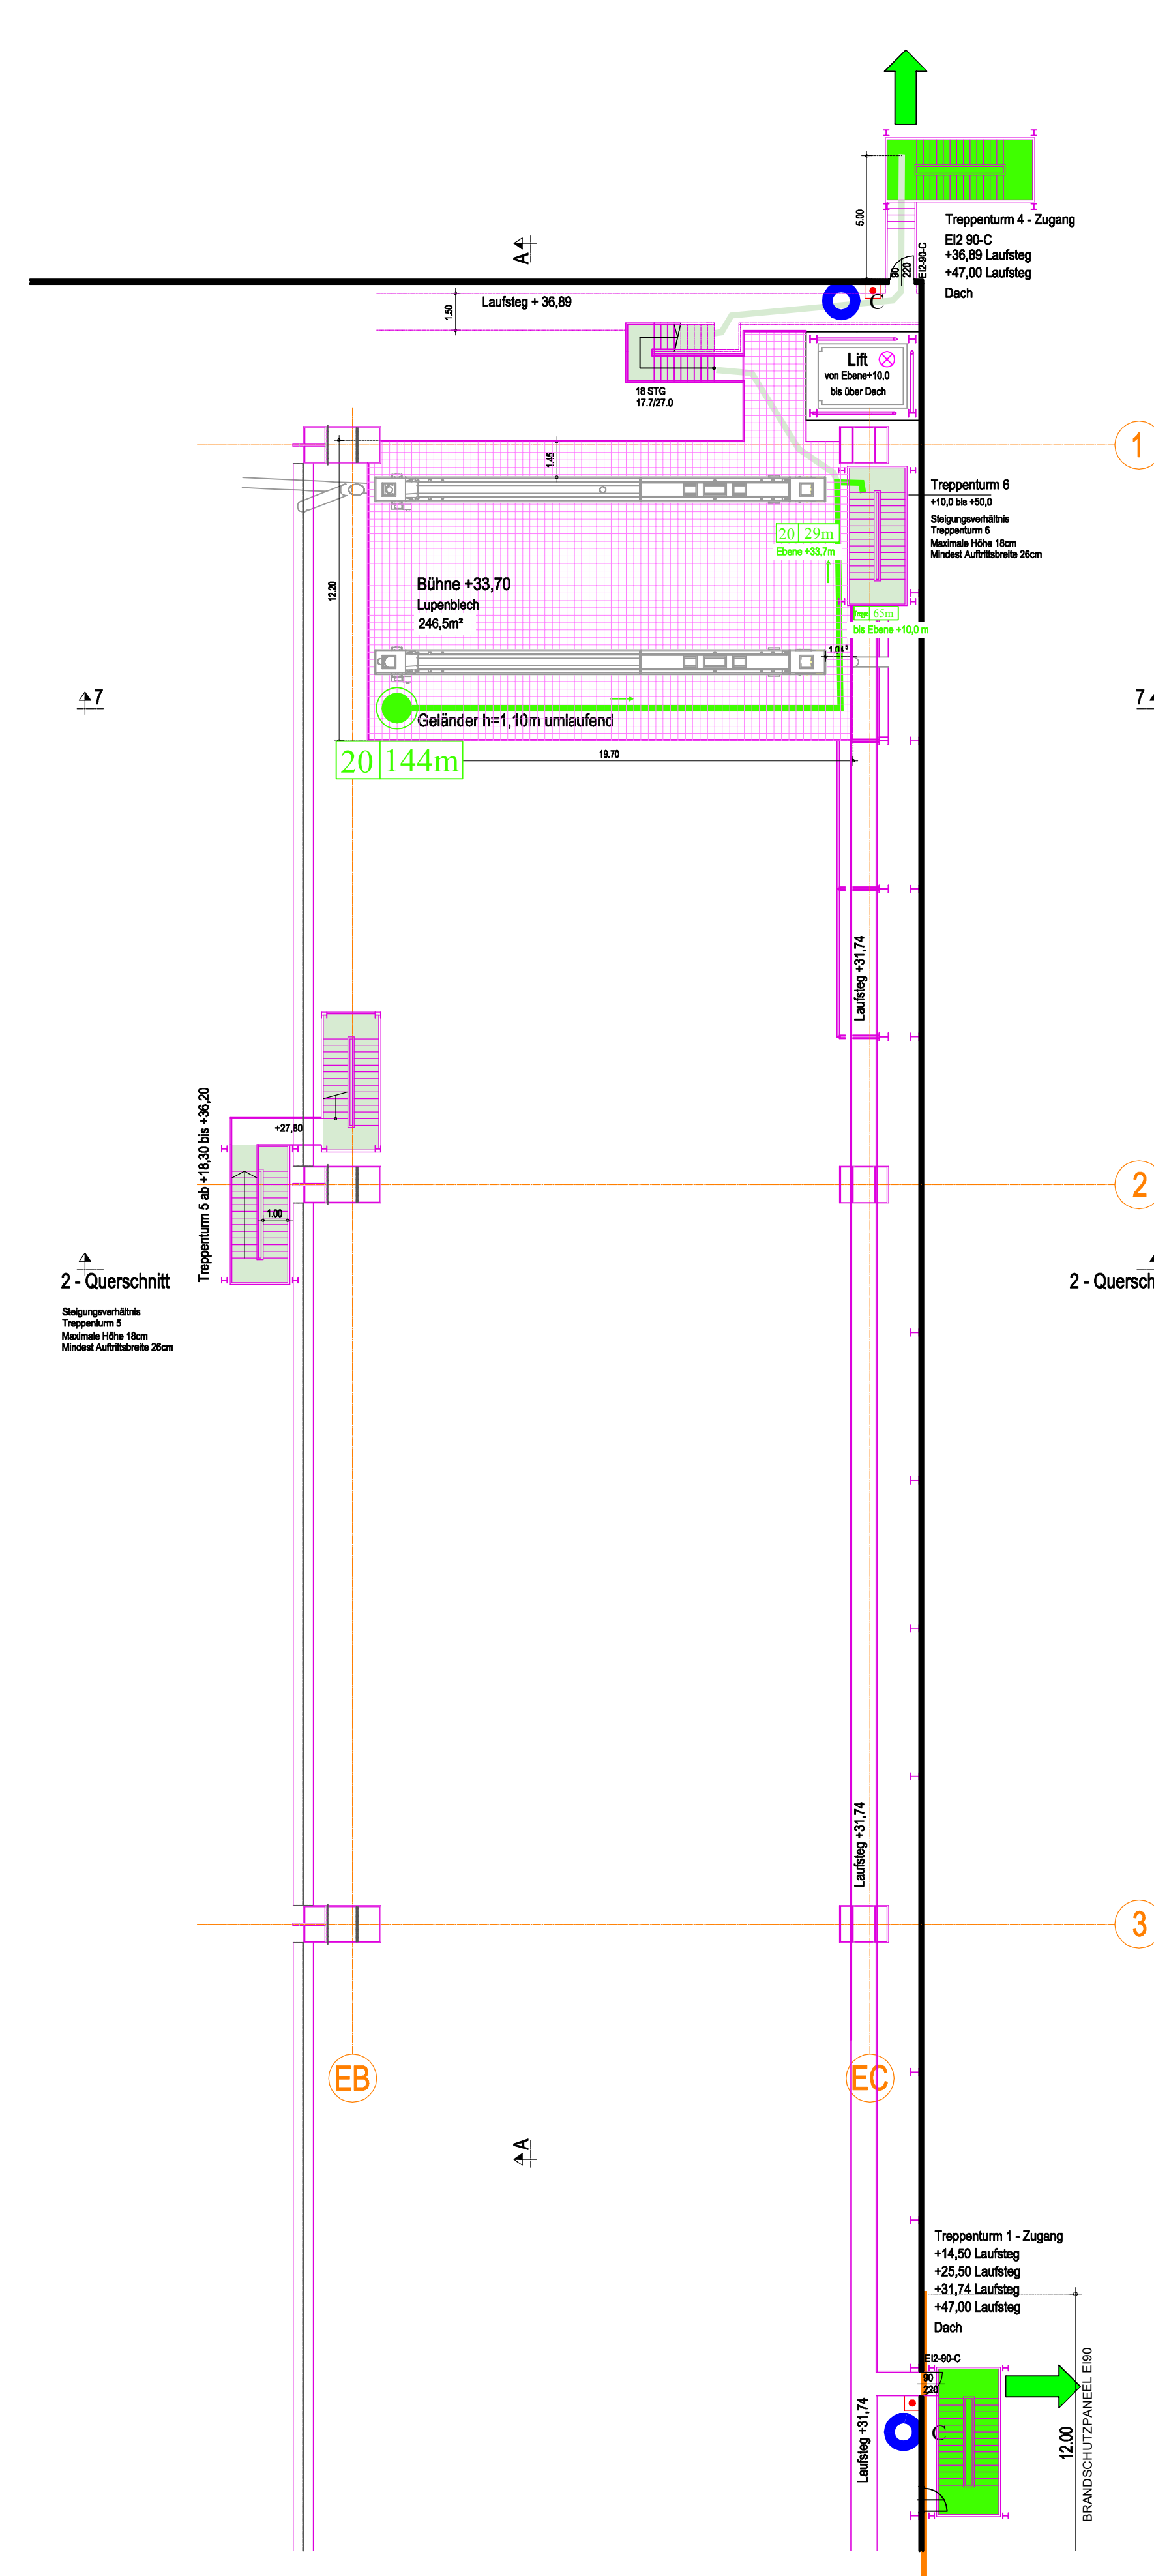 5.00
Treppenturm 4 - Zugang
EI2 90-C
+36,89 Laufsteg
+47,00 Laufsteg
Dach
90
220
EI2-90-C
A
Laufsteg + 36,89
1.50
C
Lift
von Ebene+10,0
bis über Dach
18 STG
17.7/27.0
1
1.45
Treppenturm 6
+10,0 bis +50,0
Steigungsverhältnis
Treppenturm 6
Maximale Höhe 18cm
Mindest Auftrittsbreite 26cm
20 29m
Ebene +33,7m
12.20
Bühne +33,70
Lupenblech
246,5m²
65m
bis Ebene +10,0 m
1.04⁵
7
7
Geländer h=1,10m umlaufend
20 144m
19.70
Laufsteg +31,74
Treppenturm 5 ab +18,30 bis +36,20
+27,80
2
1.00
2 - Querschnitt
2 - Querschn
Steigungsverhältnis
Treppenturm 5
Maximale Höhe 18cm
Mindest Auftrittsbreite 26cm
Laufsteg +31,74
3
EB
EC
A
Treppenturm 1 - Zugang
+14,50 Laufsteg
+25,50 Laufsteg
+31,74 Laufsteg
+47,00 Laufsteg
Dach
EI2-90-C
90
220
C
Laufsteg +31,74
12.00
BRANDSCHUTZPANEEL EI90